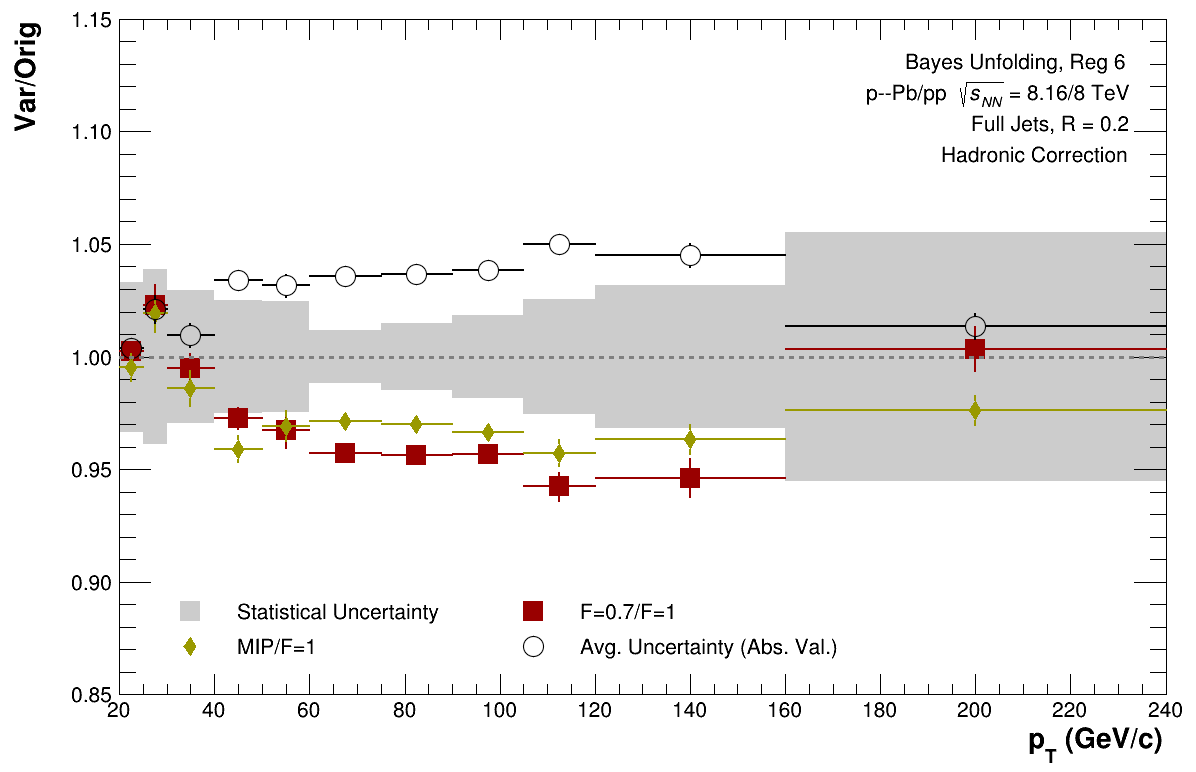 Var/Orig
1.15
1.10
1.05
1.00
0.95
0.90
0.85
Bayes Unfolding, Reg 6
p--Pb/pp √sNN = 8.16/8 TeV
Full Jets, R = 0.2
Hadronic Correction
Statistical Uncertainty
F=0.7/F=1
MIP/F=1
Avg. Uncertainty (Abs. Val.)
20 40 60 80 100 120 140 160 180 200 220 240
pT (GeV/c)